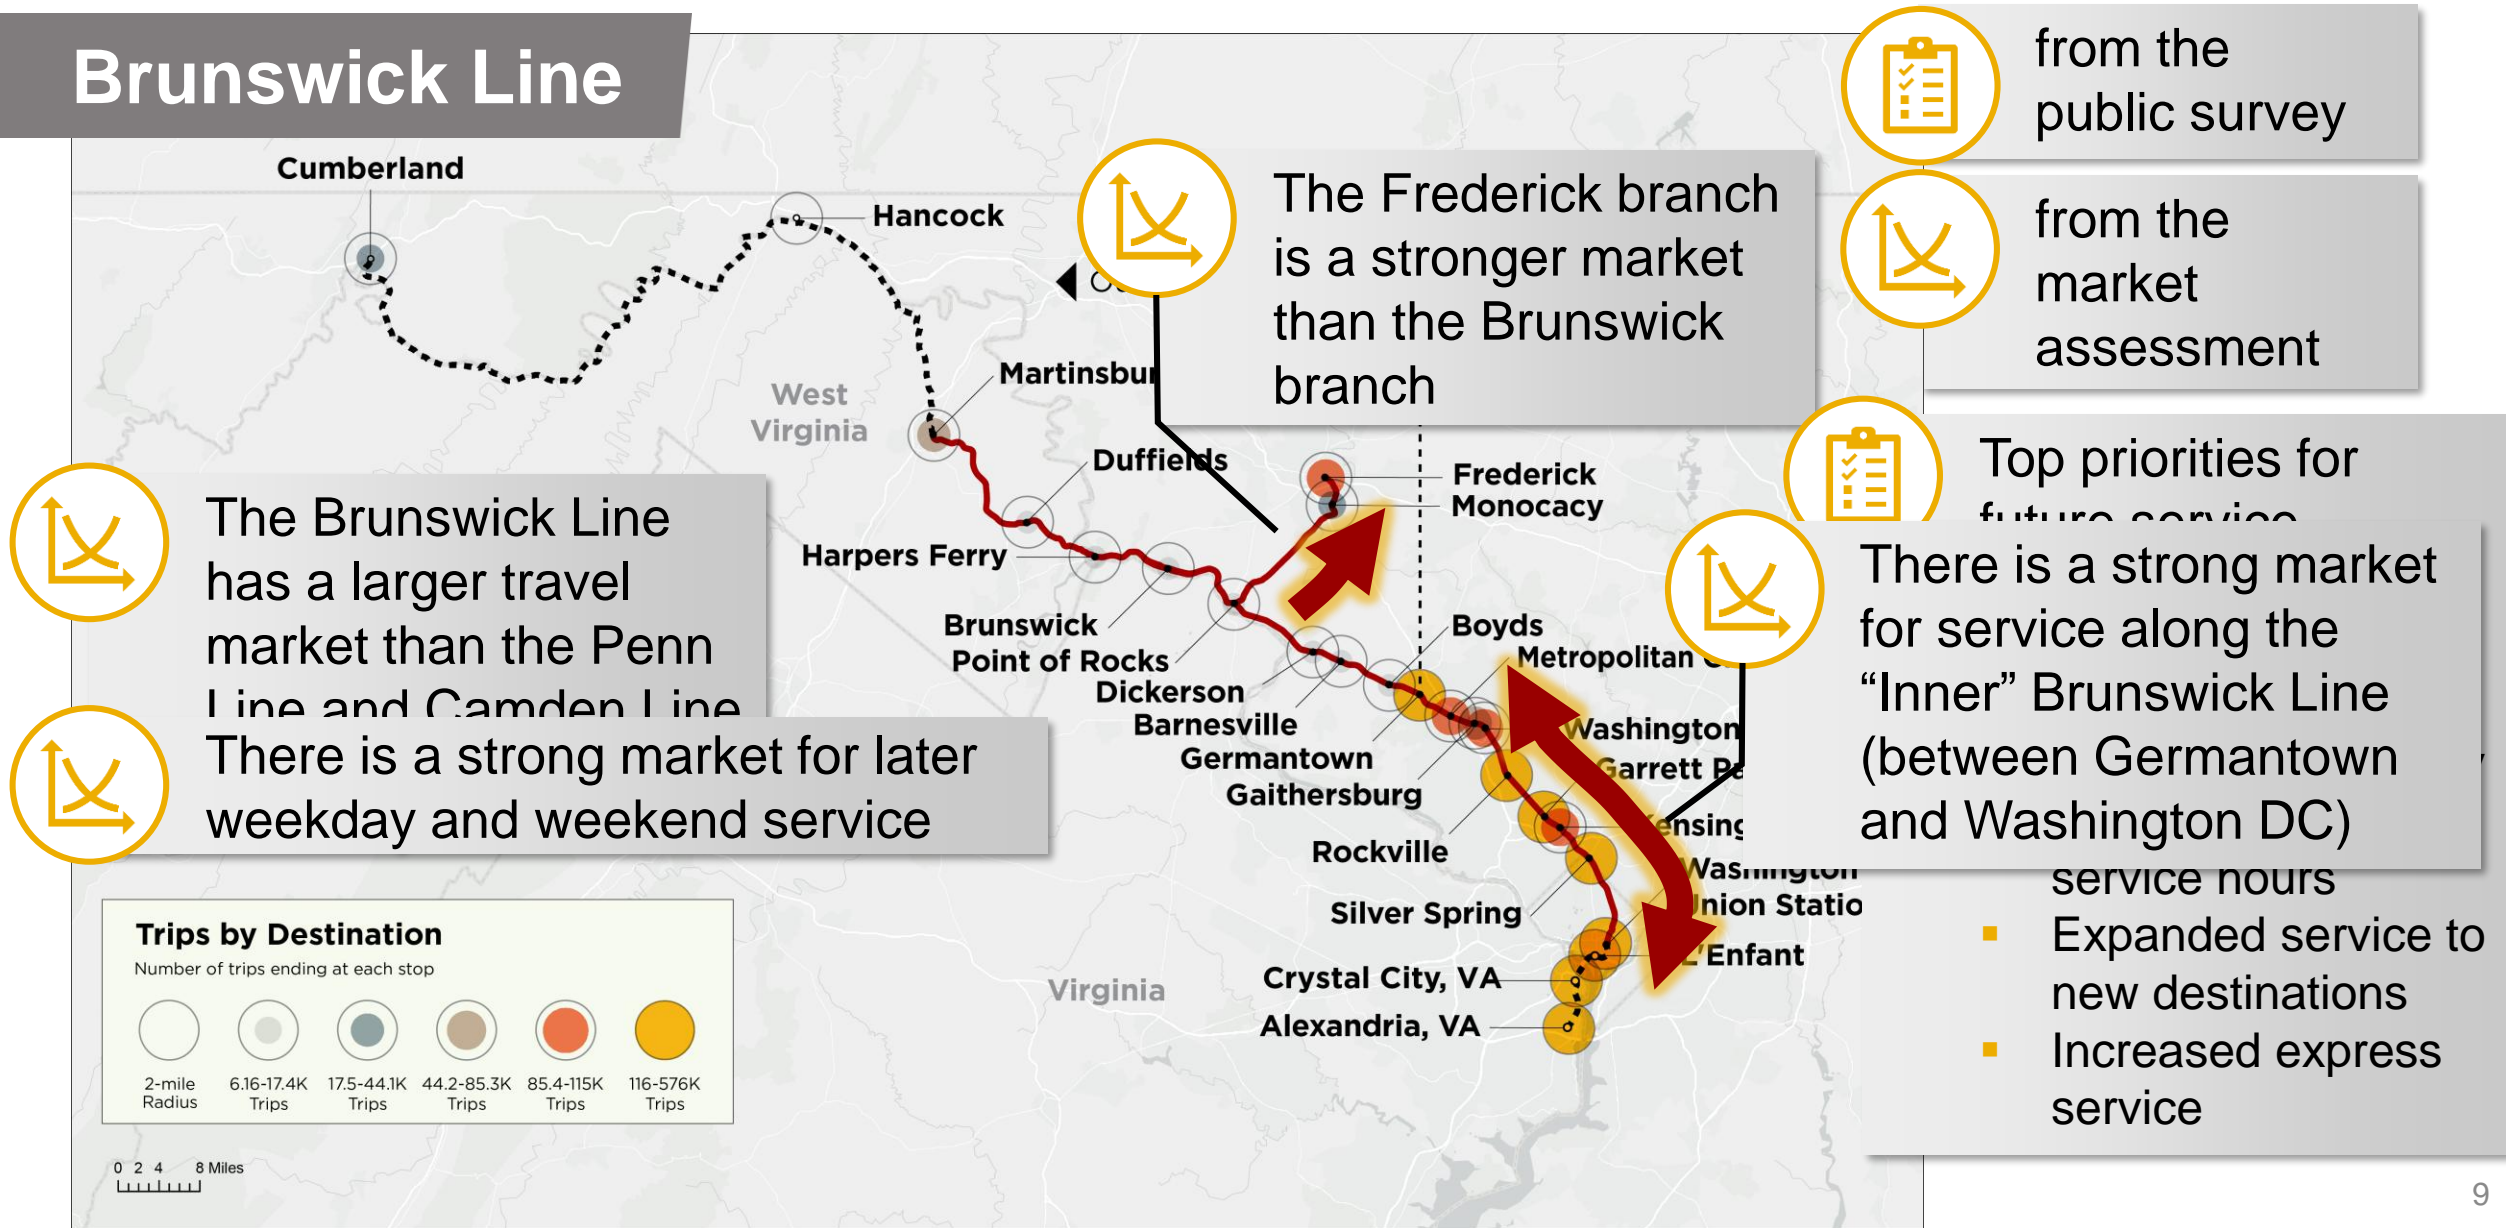 Brunswick Line
from the
public survey
from the
market
assessment
Cumberland
Hancock
The Frederick branch
is a stronger market
than the Brunswick
branch
West
Virginia
Duffields
Frederick
Monocacy
Top priorities for
future service
The Brunswick Line
has a larger travel
market than the Penn
Line and Camden Line
There is a strong market for later
weekday and weekend service
Harpers Ferry
Brunswick
Point of Rocks
Dickerson
Barnesville
Germantown
Gaithersburg
Rockville
Silver Spring
Crystal City, VA
Alexandria, VA
Boyds
Metropolitan
Washington
Garrett
Washington
L'Enfant
Virginia
There is a strong market
for service along the
“Inner” Brunswick Line
(between Germantown
and Washington DC)
service hours
Expanded service to
new destinations
Increased express
service
Trips by Destination
Number of trips ending at each stop
2-mile
Radius
6.16-17.4K
Trips
17.5-44.1K
Trips
44.2-85.3K
Trips
85.4-115K
Trips
116-576K
Trips
0 2 4 8 Miles
9